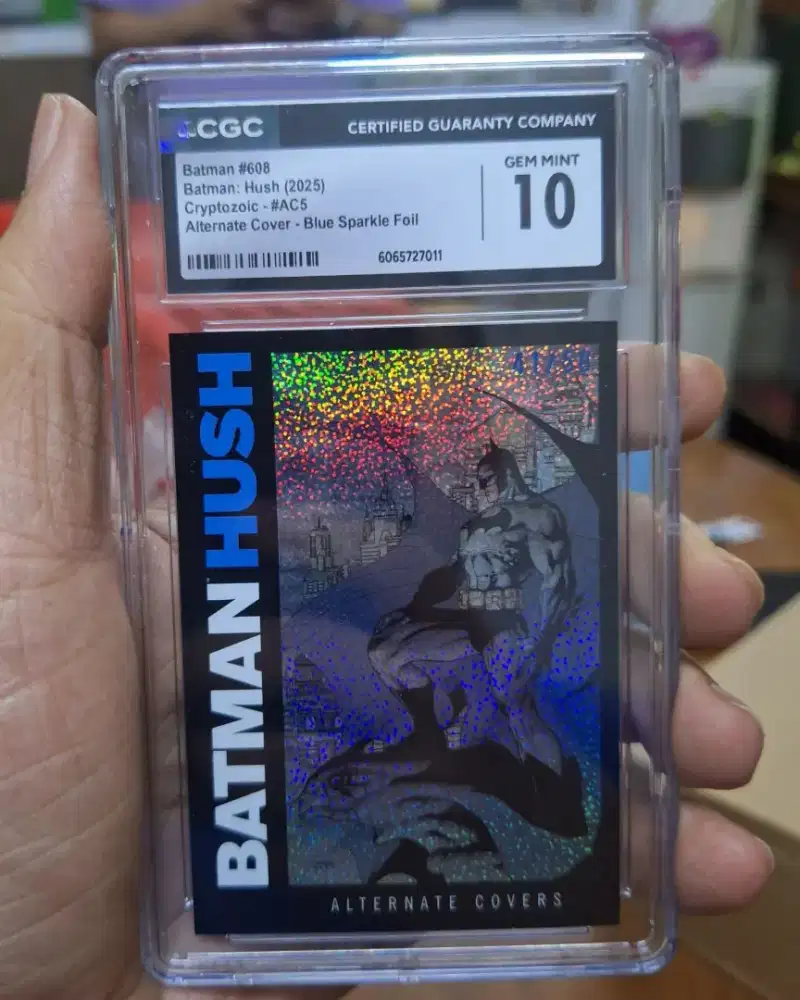 CGC
CERTIFIED GUARANTY COMPANY
Batman #608
Batman: Hush (2025)
Cryptozoic - #AC5
Alternate Cover - Blue Sparkle Foil
GEM MINT
10
6065727011
BATMAN HUSH
ALTERNATE COVERS